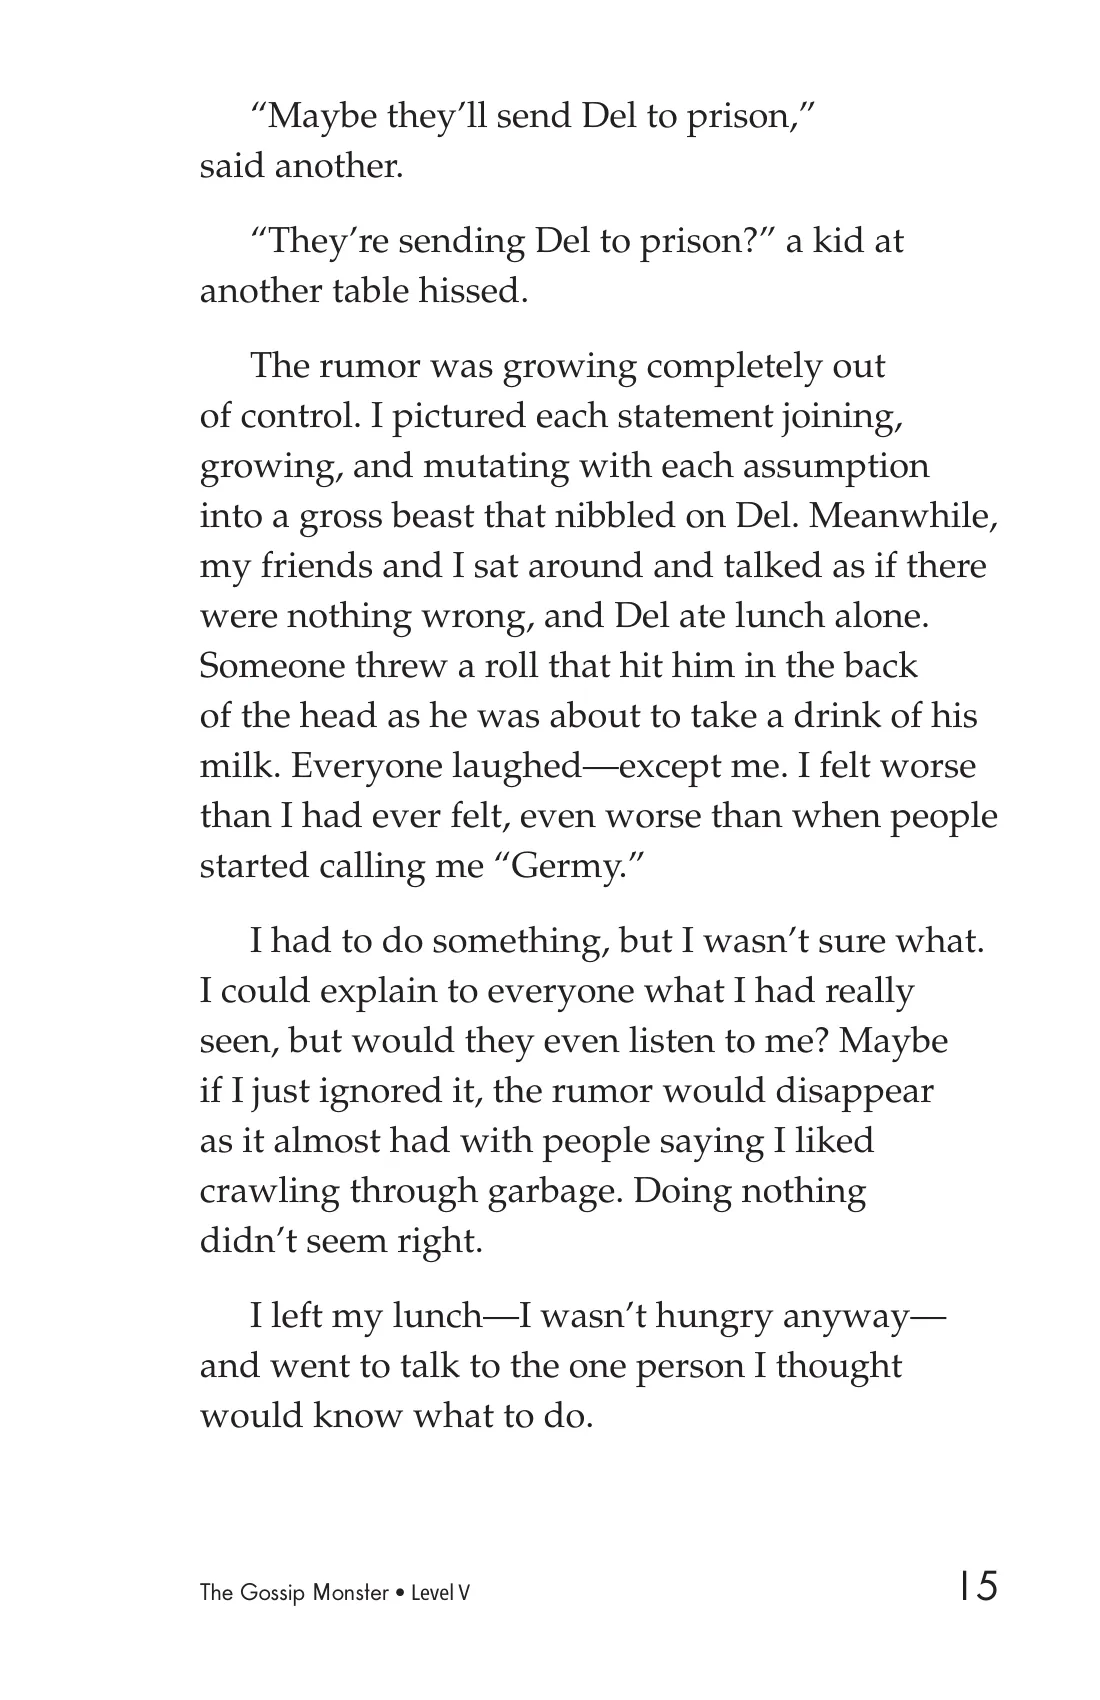 “Maybe they’ll send Del to prison,”
said another.
“They’re sending Del to prison?” a kid at
another table hissed.
The rumor was growing completely out
of control. I pictured each statement joining,
growing, and mutating with each assumption
into a gross beast that nibbled on Del. Meanwhile,
my friends and I sat around and talked as if there
were nothing wrong, and Del ate lunch alone.
Someone threw a roll that hit him in the back
of the head as he was about to take a drink of his
milk. Everyone laughed—except me. I felt worse
than I had ever felt, even worse than when people
started calling me “Germy.”
I had to do something, but I wasn’t sure what.
I could explain to everyone what I had really
seen, but would they even listen to me? Maybe
if I just ignored it, the rumor would disappear
as it almost had with people saying I liked
crawling through garbage. Doing nothing
didn’t seem right.
I left my lunch—I wasn’t hungry anyway—
and went to talk to the one person I thought
would know what to do.
The Gossip Monster • Level V
15